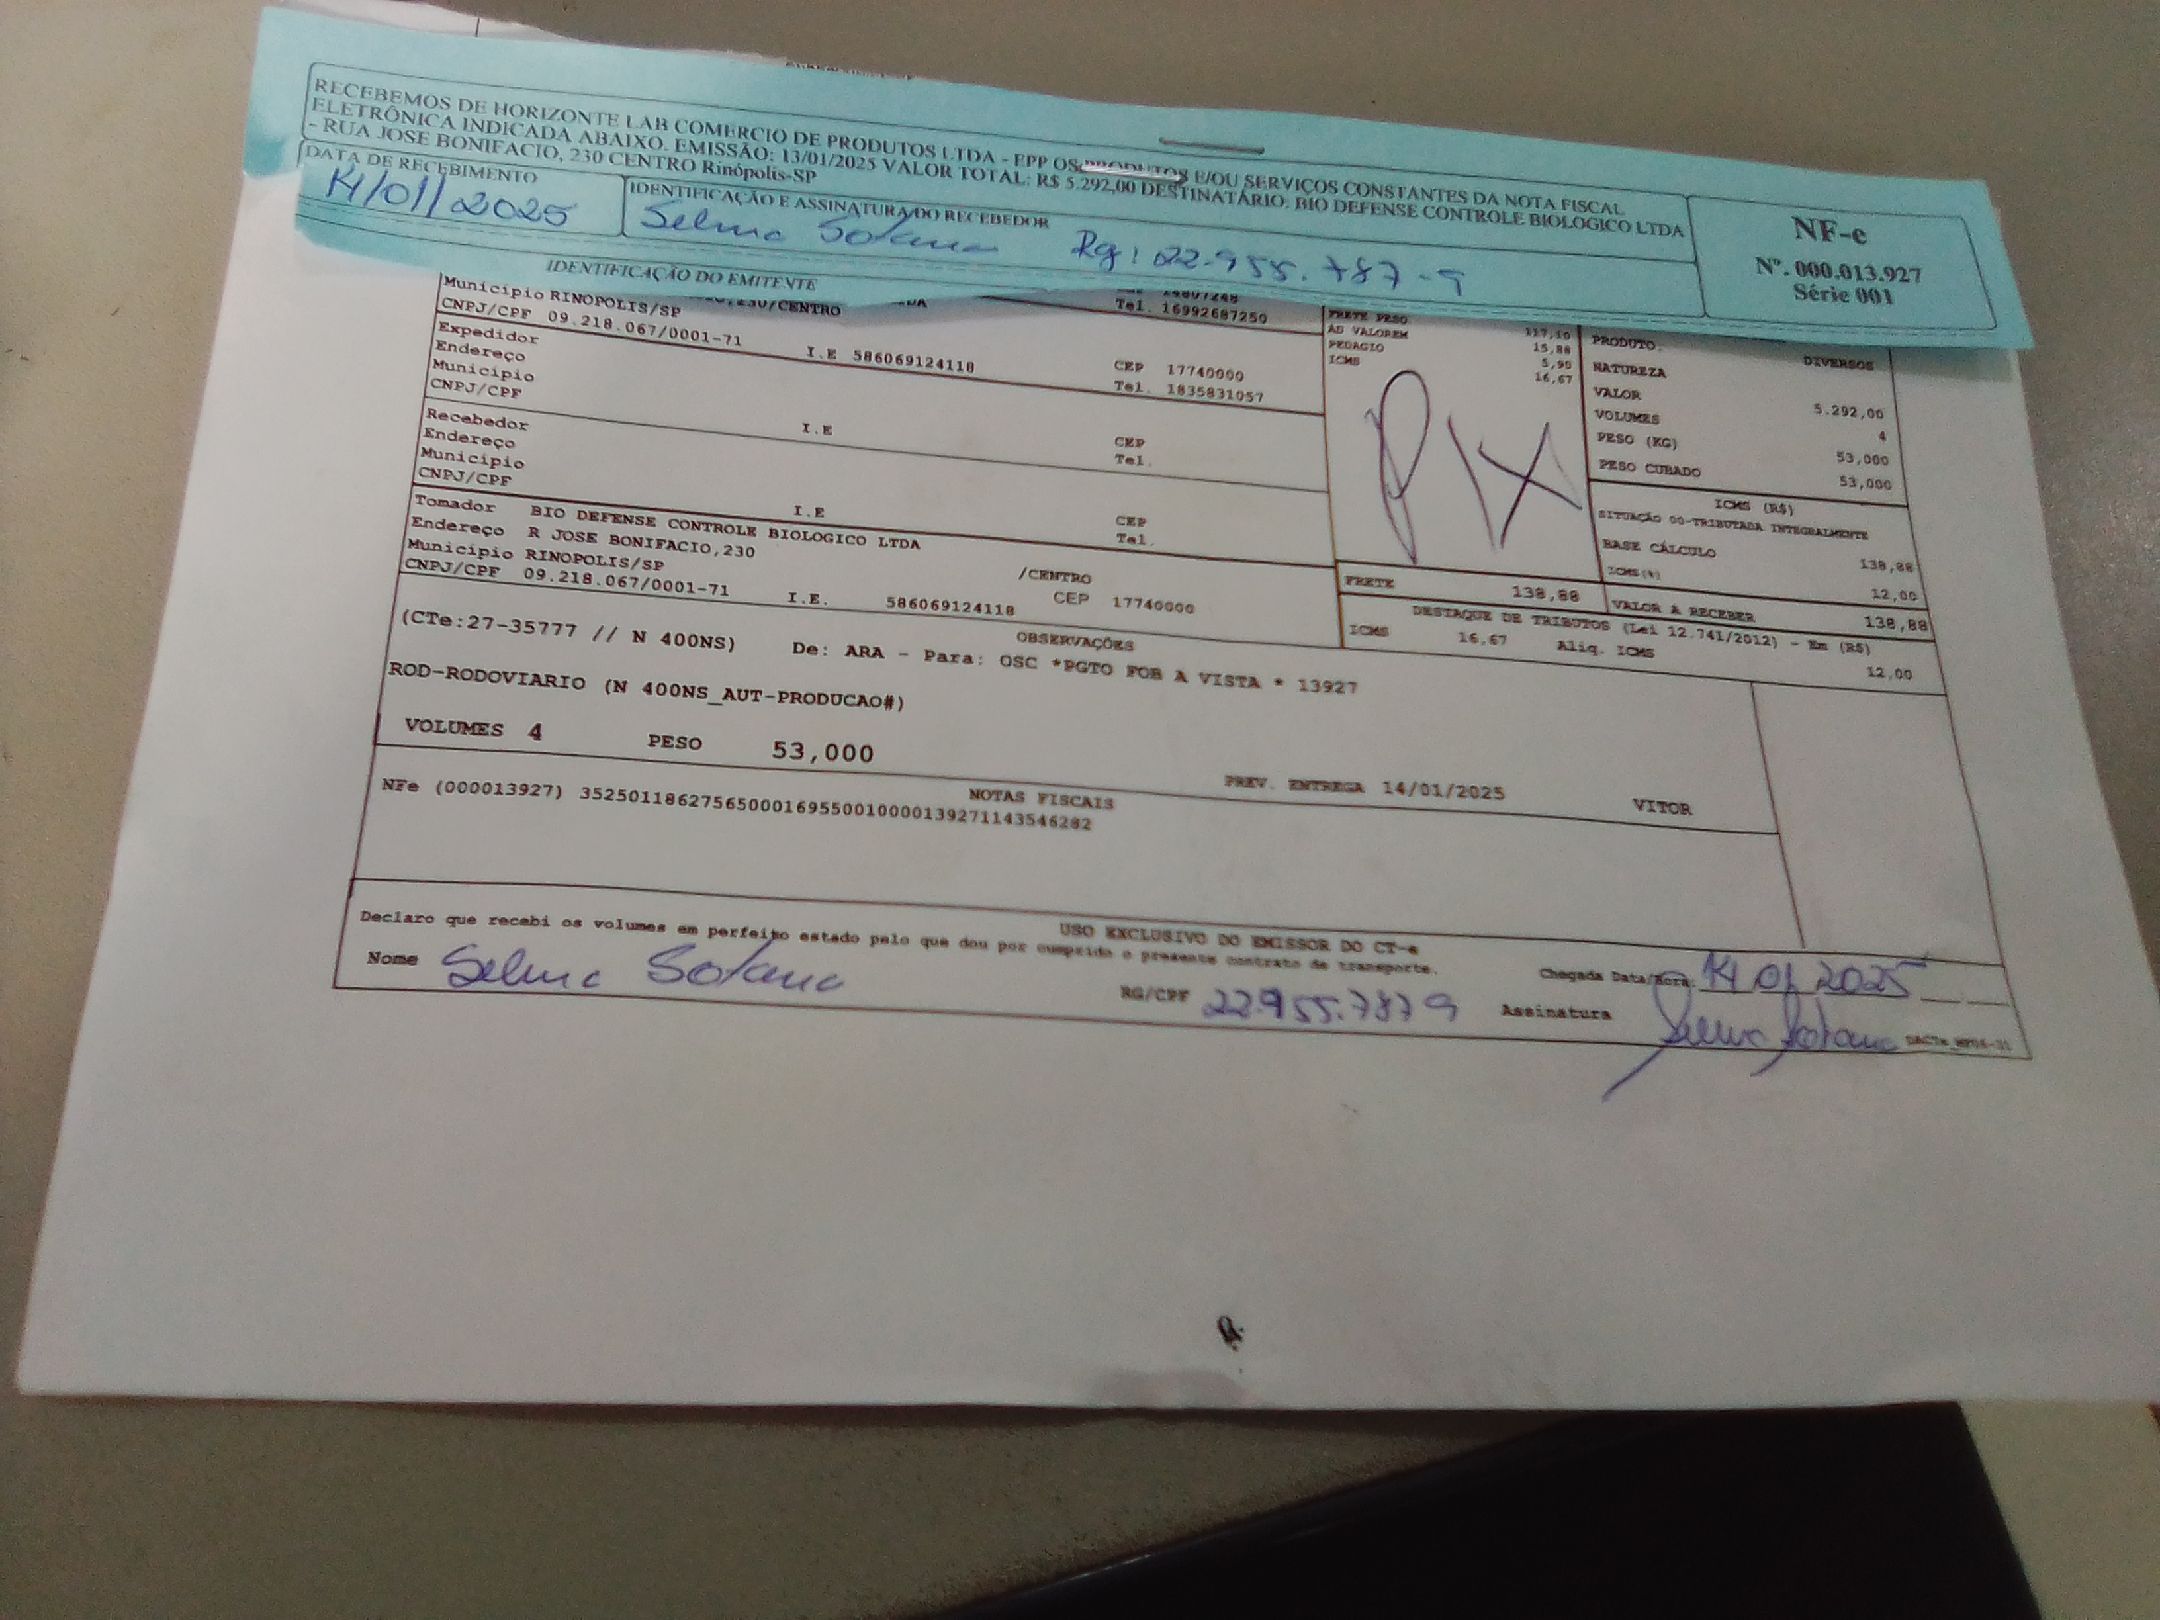 RECEBEMOS DE HORIZONTE LAB COMERCIO DE PRODUTOS LTDA - EPP OS PRODUTOS E/OU SERVIÇOS CONSTANTES DA NOTA FISCAL
ELETRÔNICA INDICADA ABAIXO. EMISSÃO: 13/01/2025 VALOR TOTAL: R$ 5.292,00 DESTINATÁRIO: BIO DEFENSE CONTROLE BIOLOGICO LTDA
- RUA JOSE BONIFACIO, 230 CENTRO Rinópolis-SP
DATA DE RECEBIMENTO
14/01/2025
IDENTIFICAÇÃO E ASSINATURA DO RECEBEDOR
Selma Sotana Rg: 22.955.787-9
NF-e
Nº. 000.013.927
Série 001
IDENTIFICAÇÃO DO EMITENTE
,230/CENTRO
Município RINOPOLIS/SP
Tel. 16992687250
CNPJ/CPF 09.218.067/0001-71 I.E 586069124118 CEP 17740000
Tel. 1835831057
Expedidor
Endereço
Município
CNPJ/CPF I.E CEP
Tel.
Recebedor
Endereço
Município
CNPJ/CPF I.E CEP
Tel.
Tomador BIO DEFENSE CONTROLE BIOLOGICO LTDA
Endereço R JOSE BONIFACIO,230 /CENTRO
Município RINOPOLIS/SP CEP 17740000
CNPJ/CPF 09.218.067/0001-71 I.E. 586069124118
FRETE PESO 117,10
AD VALOREM 15,88
PEDAGIO 5,90
ICMS 16,67
PIX
PRODUTO. DIVERSOS
NATUREZA
VALOR 5.292,00
VOLUMES 4
PESO (KG) 53,000
PESO CUBADO 53,000
ICMS (R$)
SITUAÇÃO 00-TRIBUTADA INTEGRALMENTE
BASE CÁLCULO 138,88
ICMS(%) 12,00
FRETE 138,88 VALOR A RECEBER 138,88
DESTAQUE DE TRIBUTOS (Lei 12.741/2012) - Em (R$)
ICMS 16,67 Aliq. ICMS 12,00
OBSERVAÇÕES
(CTe:27-35777 // N 400NS) De: ARA - Para: OSC *PGTO FOB A VISTA * 13927
ROD-RODOVIARIO (N 400NS_AUT-PRODUCAO#)
VOLUMES 4 PESO 53,000 PREV. ENTREGA 14/01/2025 VITOR
NOTAS FISCAIS
NFe (000013927) 35250118627565000169550010000139271143546282
USO EXCLUSIVO DO EMISSOR DO CT-e
Declaro que recebi os volumes em perfeito estado pelo que dou por cumprido o presente contrato de transporte.
Chegada Data/Hora. 14 01 2025
Nome Selma Sotana RG/CPF 22.955.787 9 Assinatura Selma Sotana